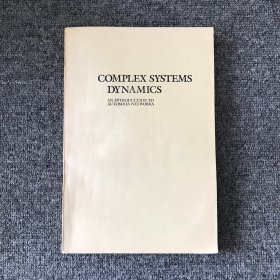 COMPLEX SYSTEMS
DYNAMICS
AN INTRODUCTION TO
AUTOMATA NETWORKS